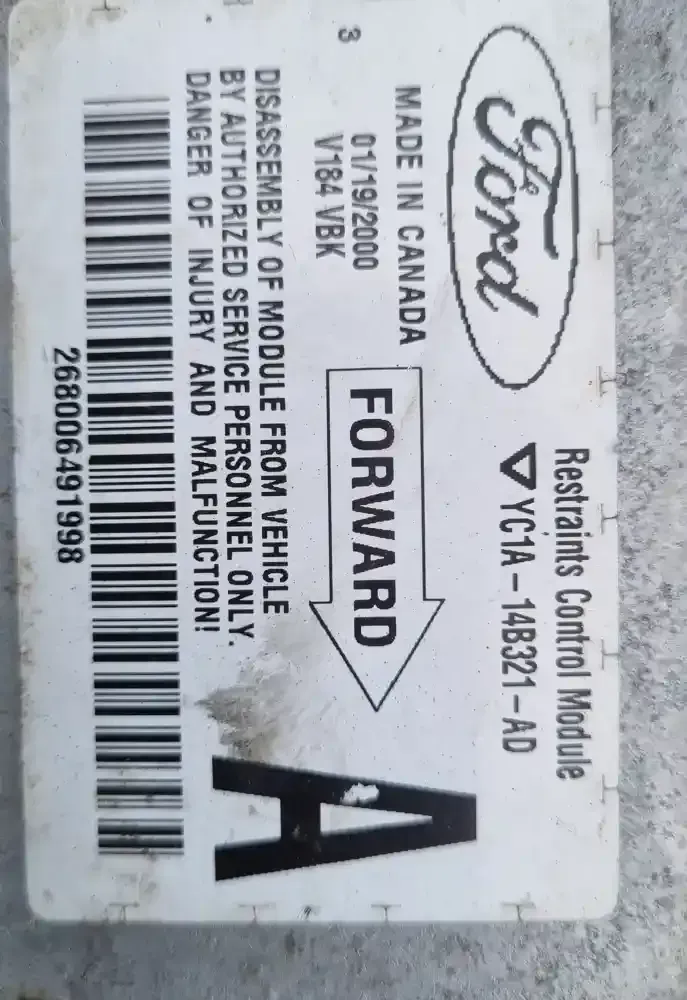 Ford
Restraints Control Module
YC1A-14B321-AD
MADE IN CANADA
3
01/19/2000
V184 VBK
FORWARD
A
DISASSEMBLY OF MODULE FROM VEHICLE
BY AUTHORIZED SERVICE PERSONNEL ONLY.
DANGER OF INJURY AND MALFUNCTION!
268006491998